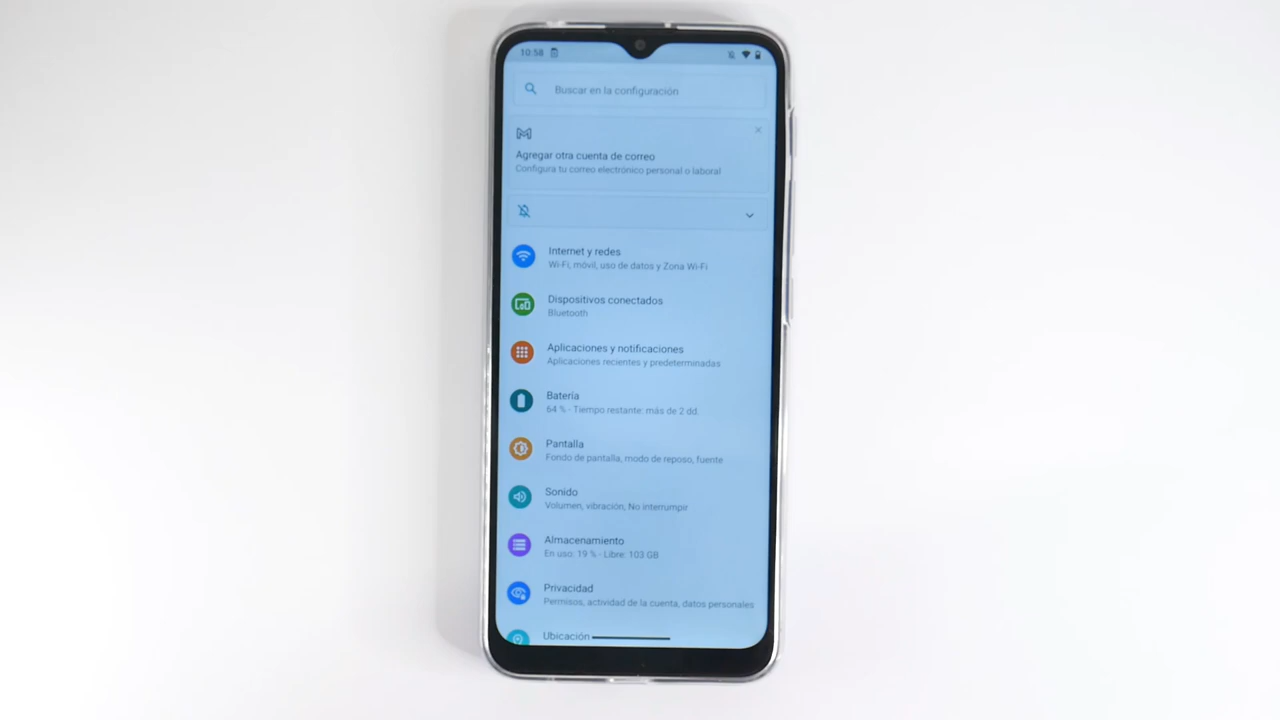 10:58
Buscar en la configuración
Agregar otra cuenta de correo
Configura tu correo electrónico personal o laboral
Internet y redes
Wi-Fi, móvil, uso de datos y Zona Wi-Fi
Dispositivos conectados
Bluetooth
Aplicaciones y notificaciones
Aplicaciones recientes y predeterminadas
Batería
64 % - Tiempo restante: más de 2 dd.
Pantalla
Fondo de pantalla, modo de reposo, fuente
Sonido
Volumen, vibración, No interrumpir
Almacenamiento
En uso: 19 % - Libre: 103 GB
Privacidad
Permisos, actividad de la cuenta, datos personales
Ubicación